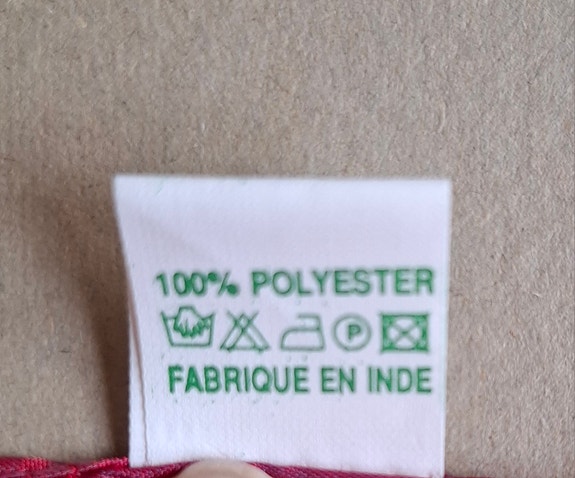 100% POLYESTER
P
FABRIQUE EN INDE